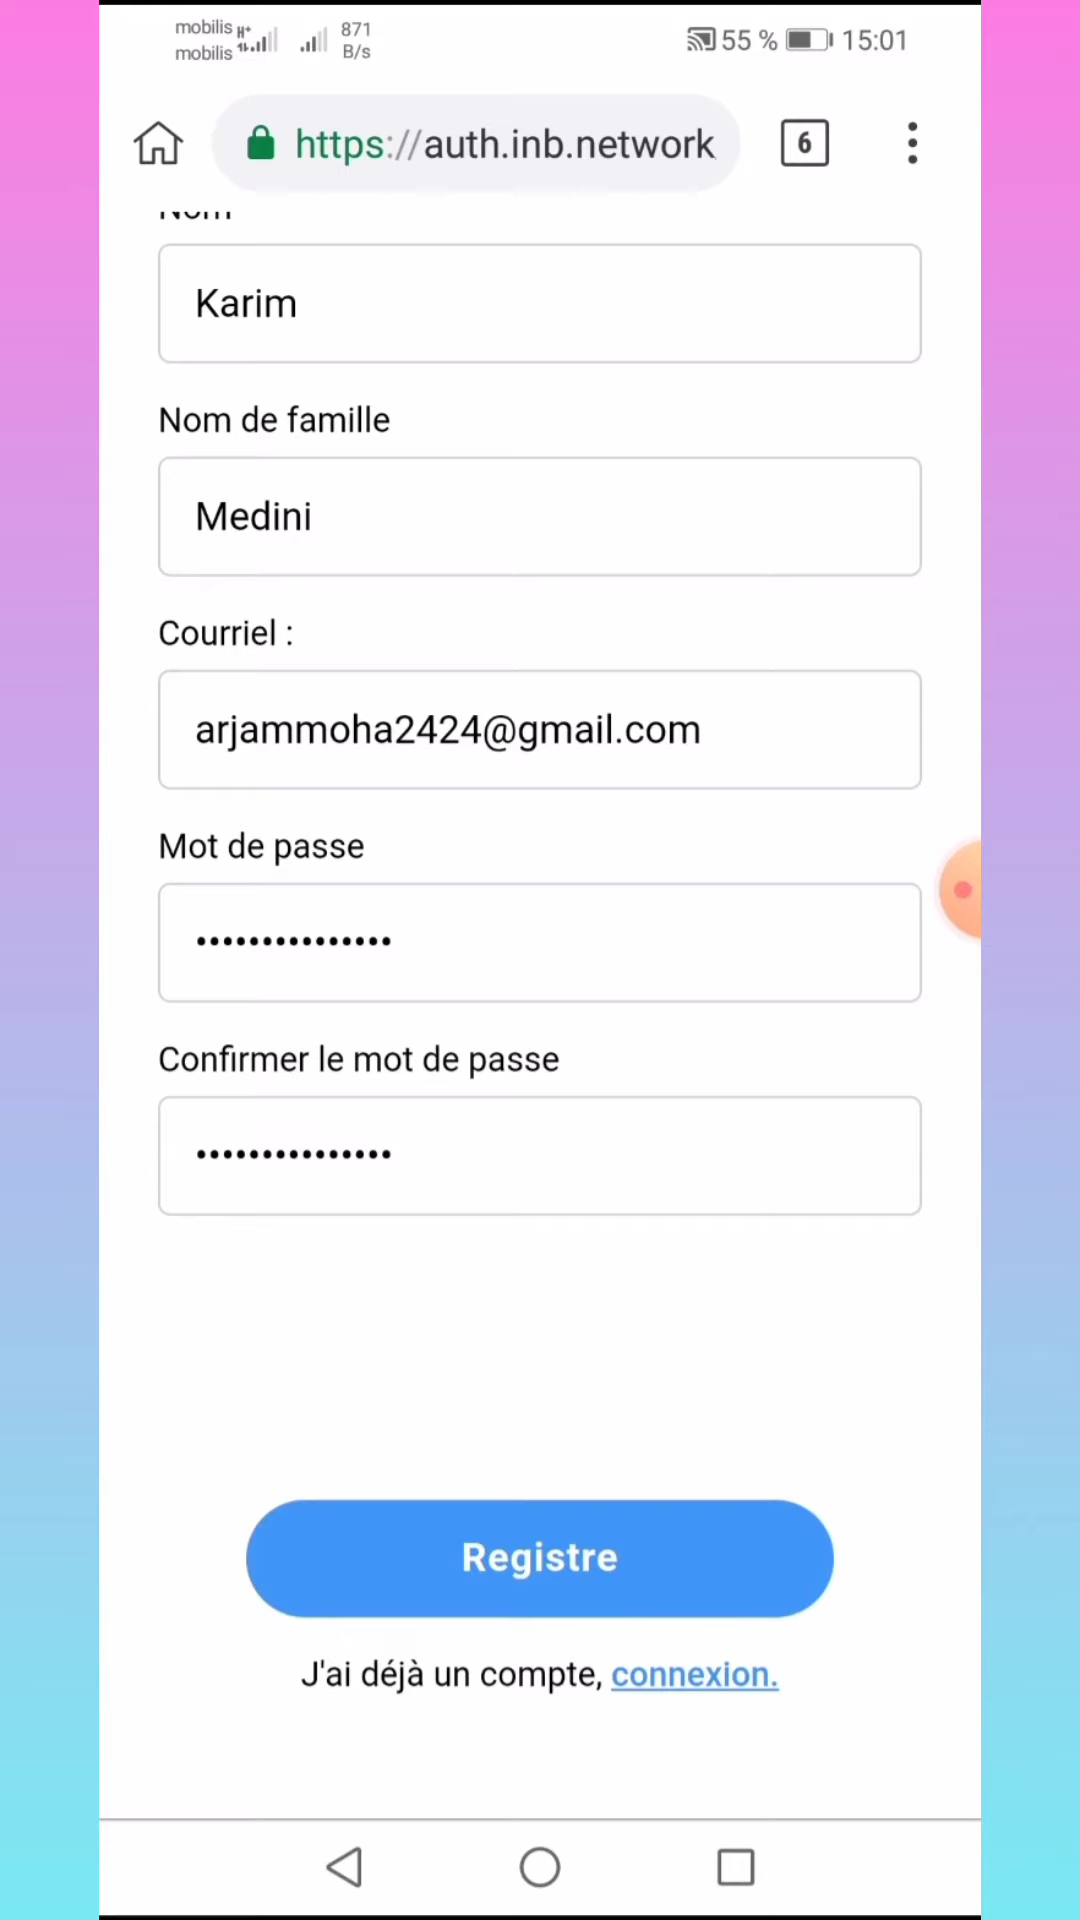 mobilis H+
mobilis
871
B/s
55 %
15:01
https://auth.inb.network
6
Nom
Karim
Nom de famille
Medini
Courriel :
arjammoha2424@gmail.com
Mot de passe
•••••••••••••••
Confirmer le mot de passe
•••••••••••••••
Registre
J'ai déjà un compte, connexion.